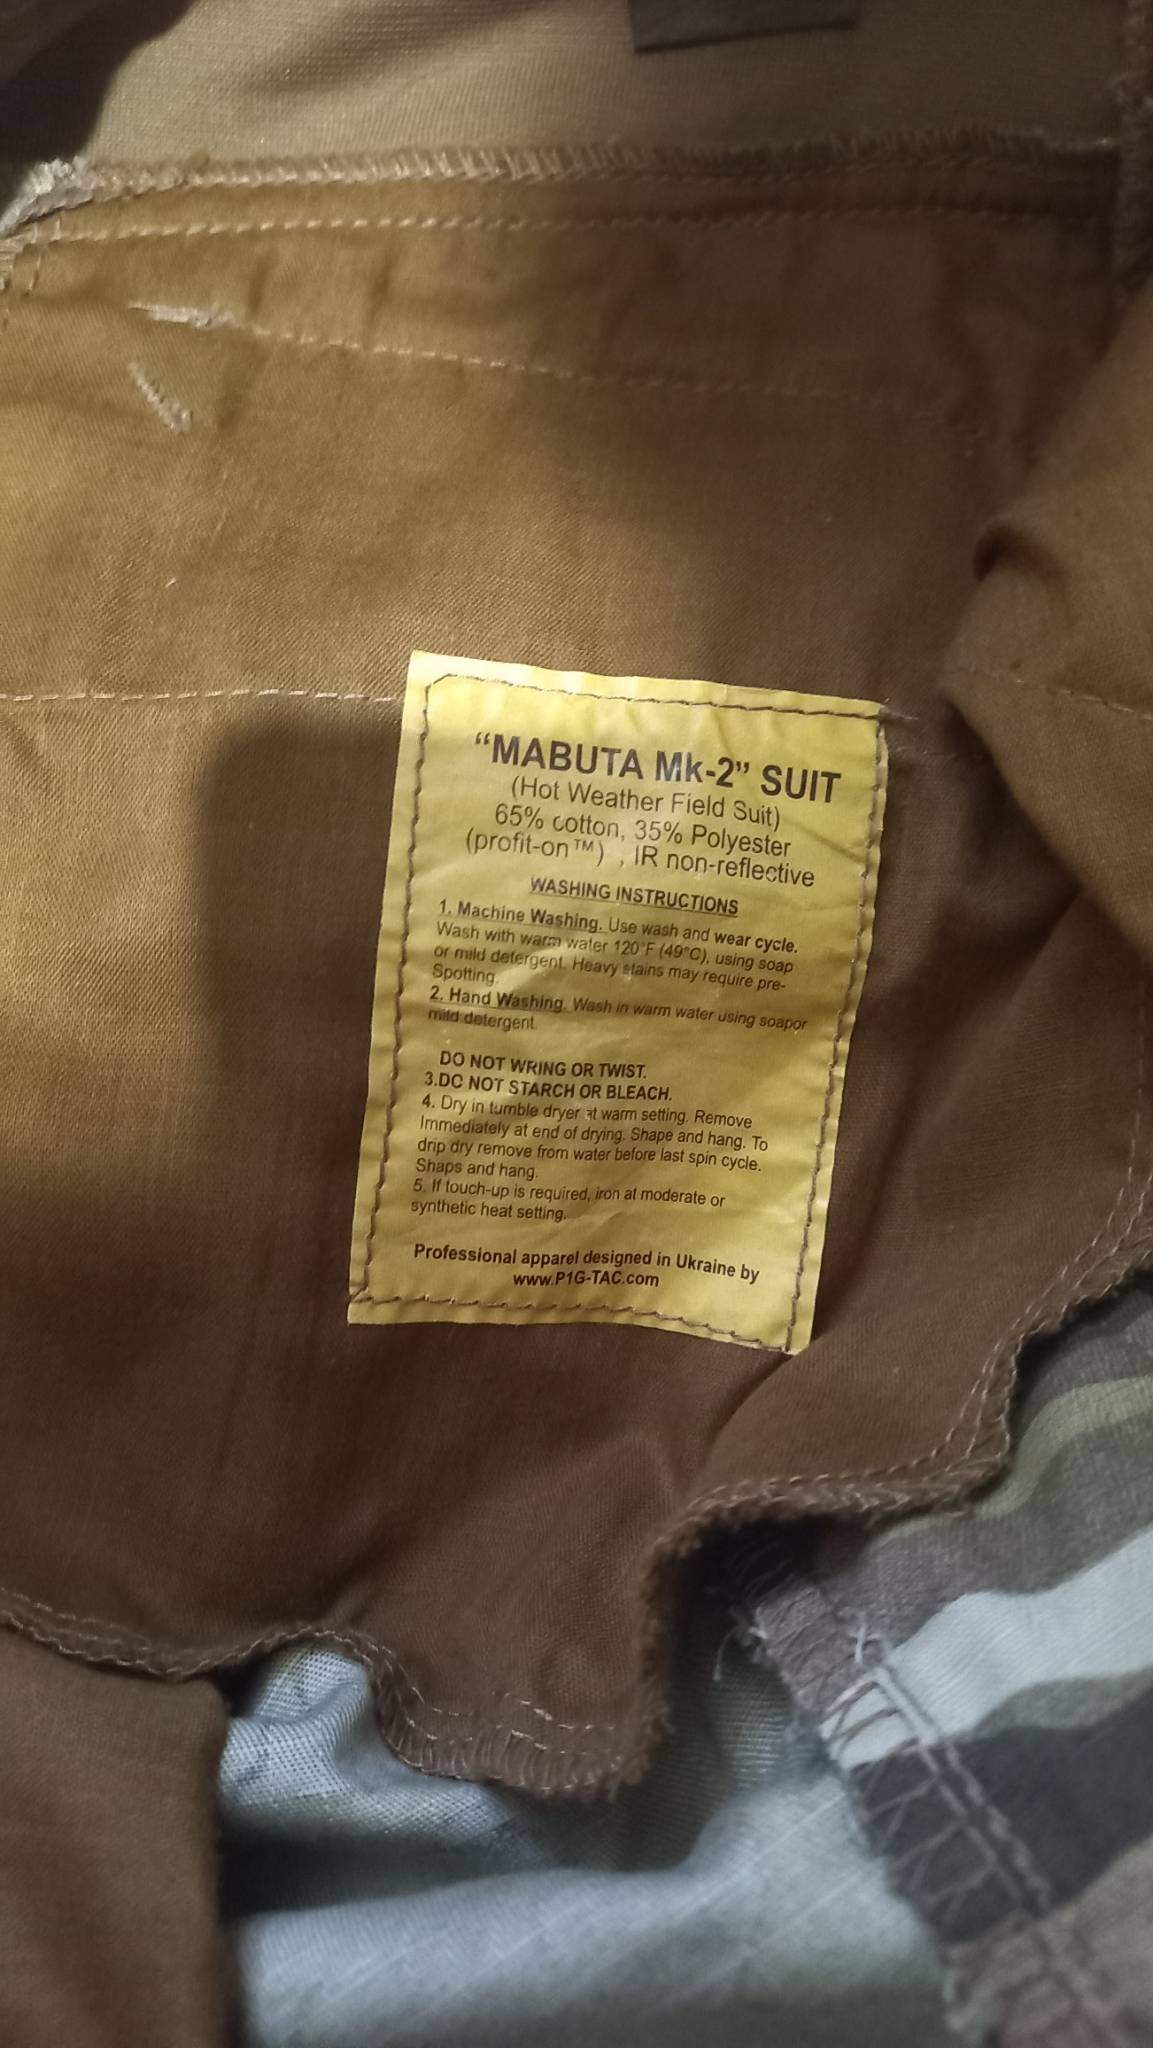 “MABUTA Mk-2” SUIT
(Hot Weather Field Suit)
65% cotton, 35% Polyester
(profit-on™) , IR non-reflective
WASHING INSTRUCTIONS
1. Machine Washing. Use wash and wear cycle.
Wash with warm water 120°F (49°C), using soap
or mild detergent. Heavy stains may require pre-
Spotting.
2. Hand Washing. Wash in warm water using soapor
mild detergent.
DO NOT WRING OR TWIST.
3.DC NOT STARCH OR BLEACH.
4. Dry in tumble dryer at warm setting. Remove
Immediately at end of drying. Shape and hang. To
drip dry remove from water before last spin cycle.
Shaps and hang.
5. If touch-up is required, iron at moderate or
synthetic heat setting.
Professional apparel designed in Ukraine by
www.P1G-TAC.com